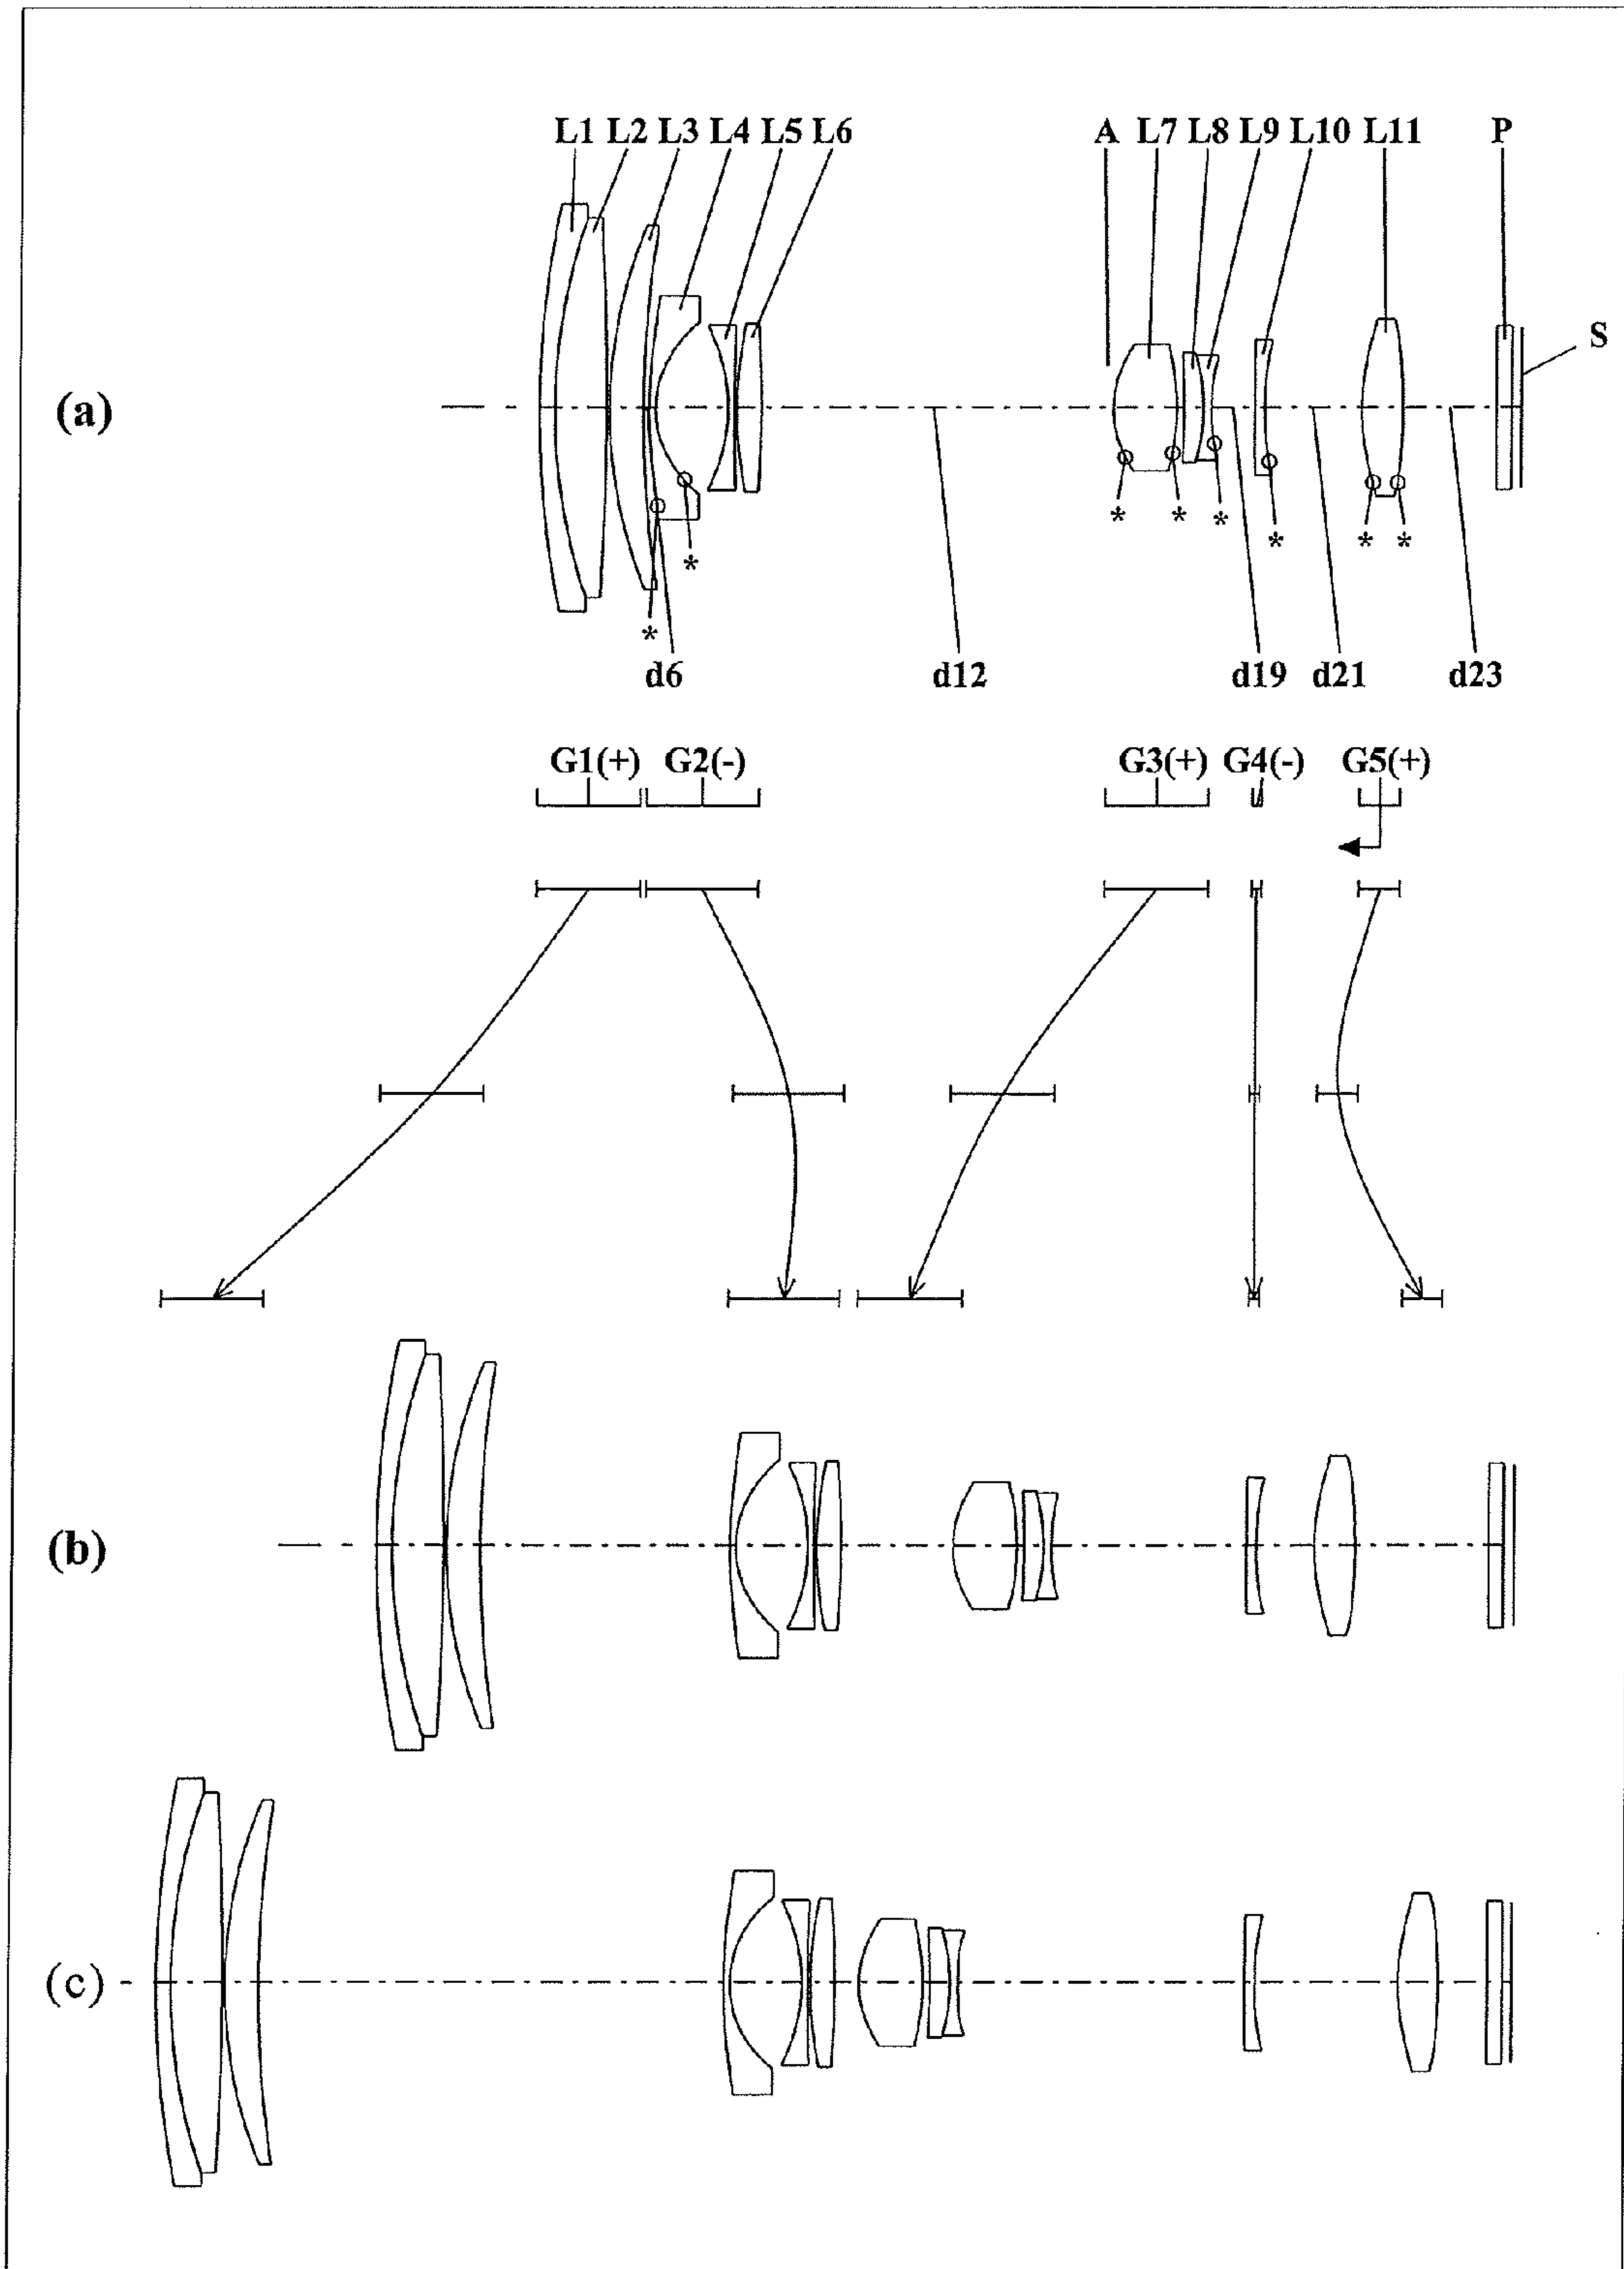 L1 L2 L3 L4 L5 L6 A L7 L8 L9 L10 L11 P
S
(a)
* * * * * * * *
d6 d12 d19 d21 d23
G1(+) G2(-) G3(+) G4(-) G5(+)
(b)
(c)